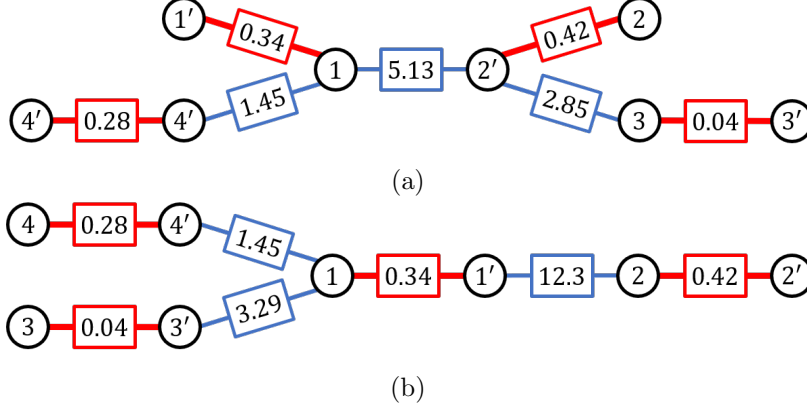 1′ 0.34 0.42 2
1 5.13 2′
4′ 0.28 4′ 1.45 2.85 3 0.04 3′
(a)
4 0.28 4′ 1.45
1 0.34 1′ 12.3 2 0.42 2′
3 0.04 3′ 3.29
(b)